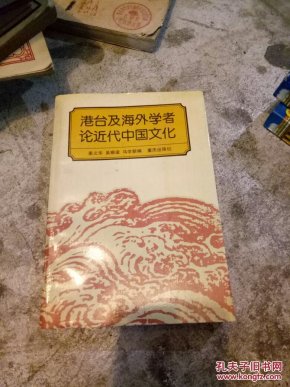 港台及海外学者
论近代中国文化
重庆出版社
孔夫子旧书网